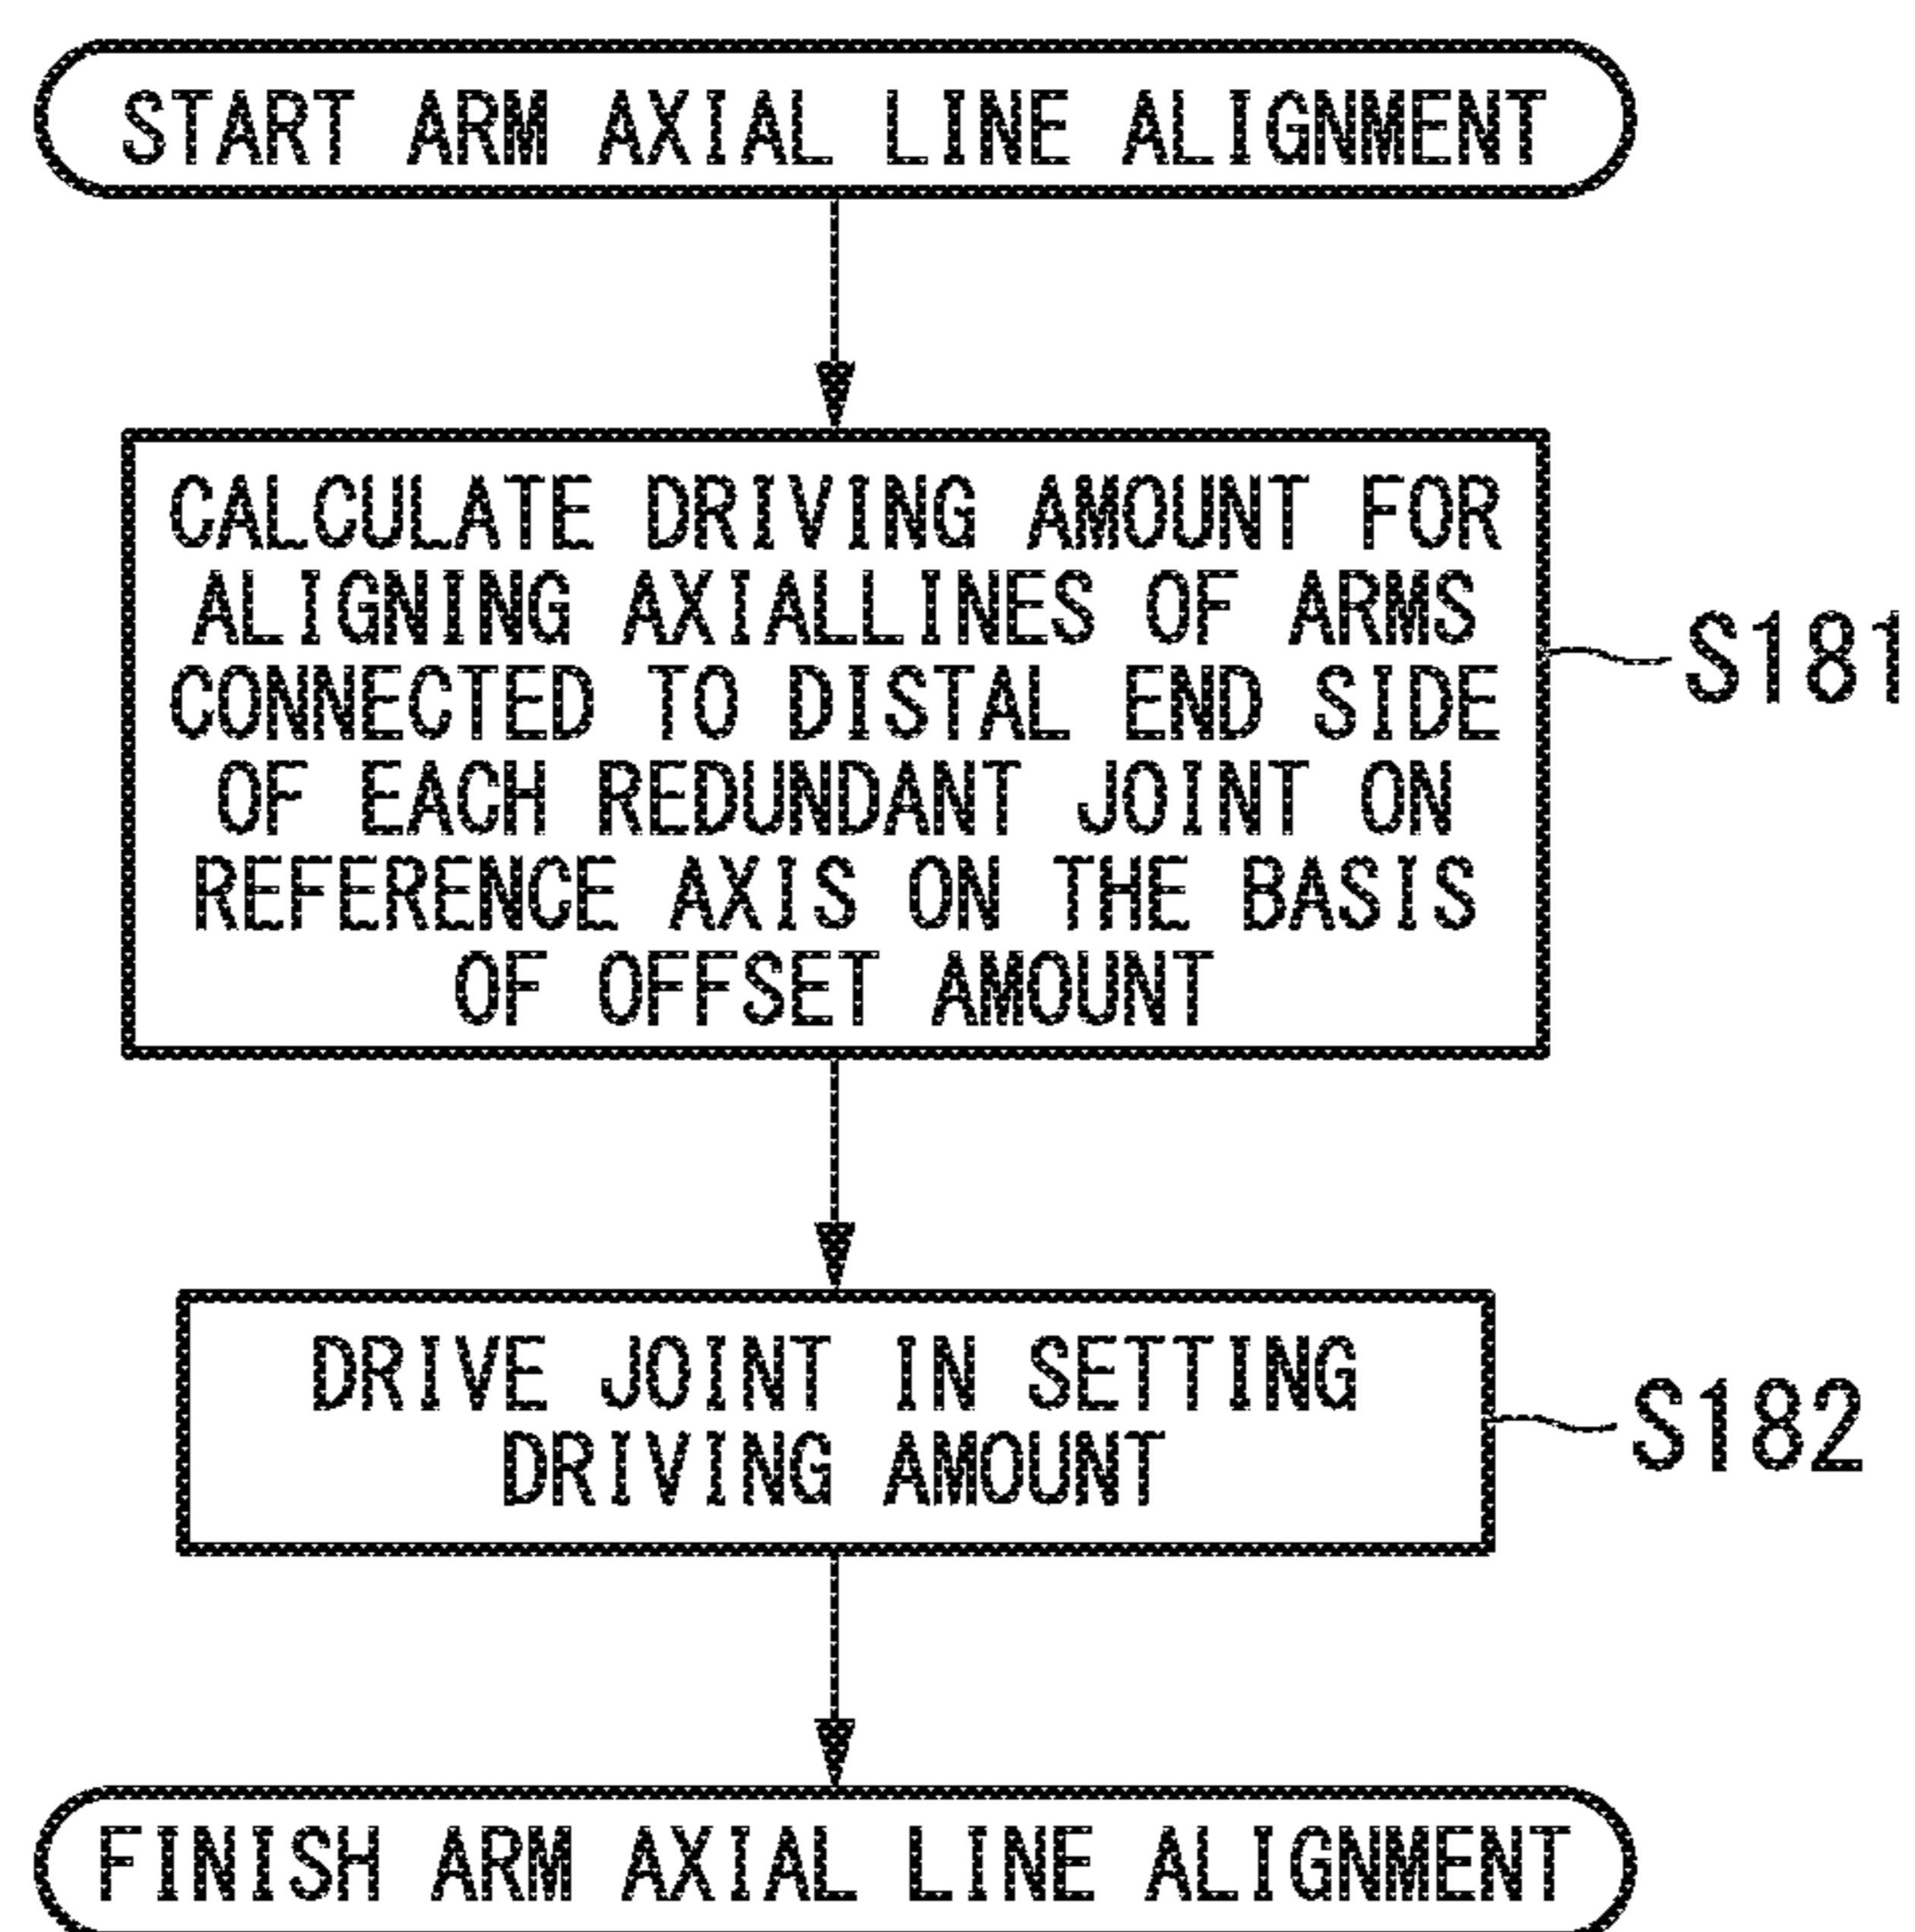 START ARM AXIAL LINE ALIGNMENT
CALCULATE DRIVING AMOUNT FOR
ALIGNING AXIALLINES OF ARMS
CONNECTED TO DISTAL END SIDE
OF EACH REDUNDANT JOINT ON
REFERENCE AXIS ON THE BASIS
OF OFFSET AMOUNT
S181
DRIVE JOINT IN SETTING
DRIVING AMOUNT
S182
FINISH ARM AXIAL LINE ALIGNMENT